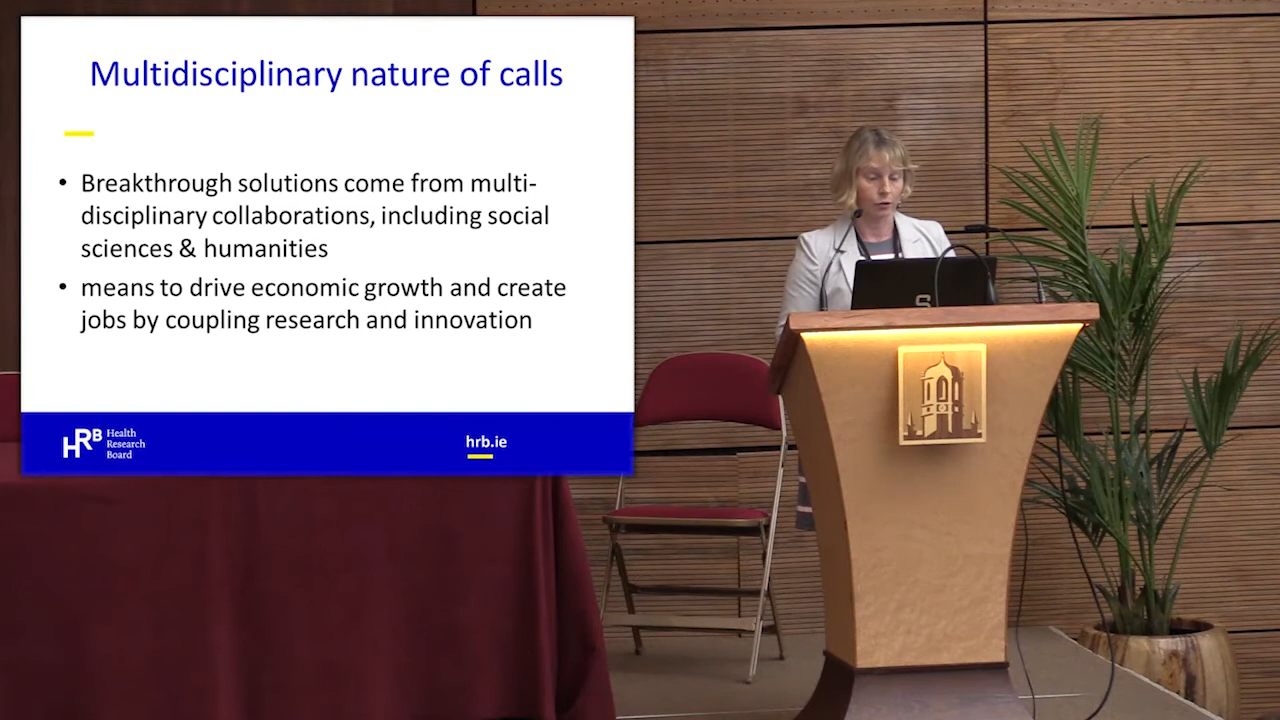 Multidisciplinary nature of calls
• Breakthrough solutions come from multi-
disciplinary collaborations, including social
sciences & humanities
• means to drive economic growth and create
jobs by coupling research and innovation
HRB Health
Research
Board
hrb.ie